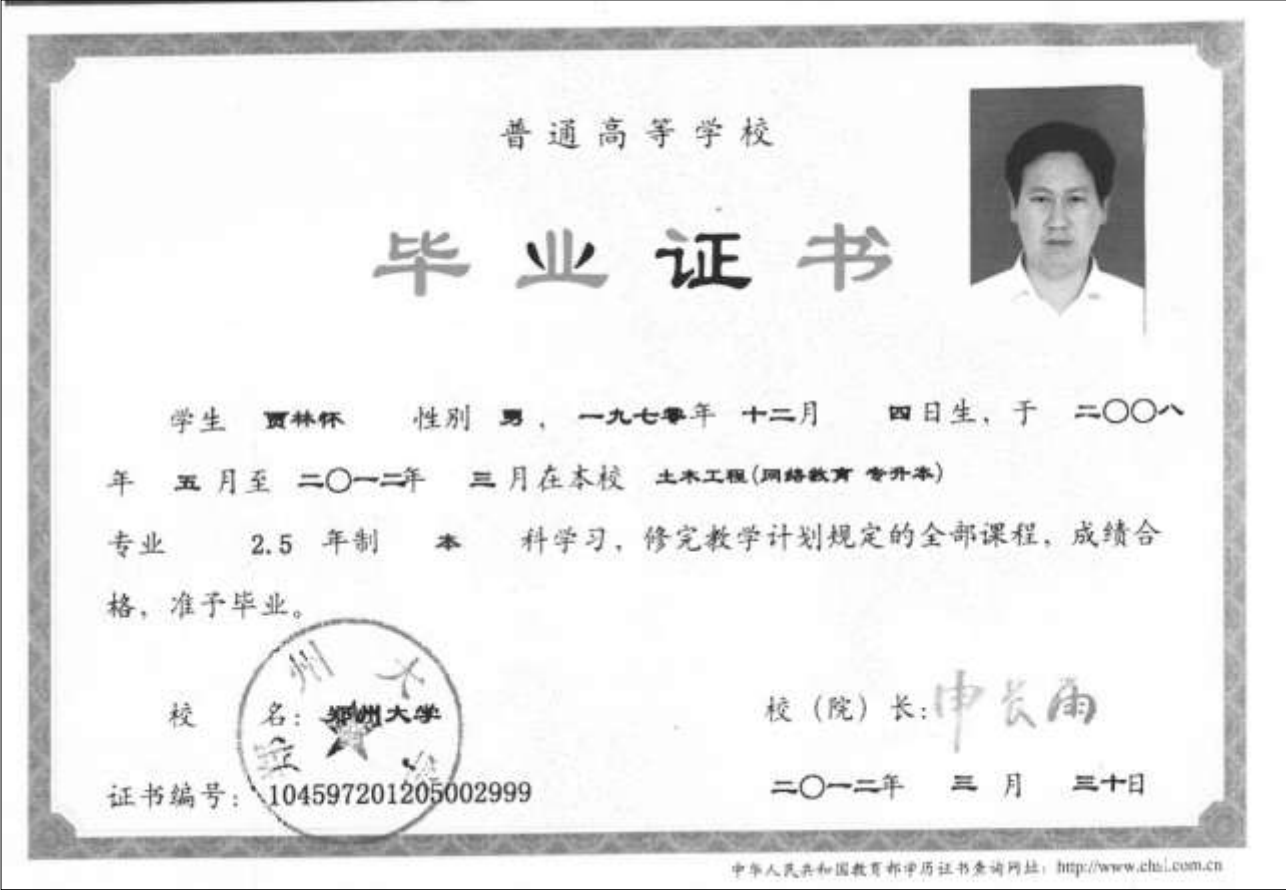 普通高等学校
毕业证书
学生 贾林怀 性别 男，一九七零年 十二月 四日生，于 二〇〇八
年 五月至 二〇一二年 三月在本校 土木工程(网络教育 专升本)
专业 2.5 年制 本 科学习，修完教学计划规定的全部课程，成绩合
格，准予毕业。
校 名：郑州大学
校（院）长：申长雨
证书编号：104597201205002999
二〇一二年 三月 三十日
中华人民共和国教育部学历证书查询网址：http://www.chsi.com.cn